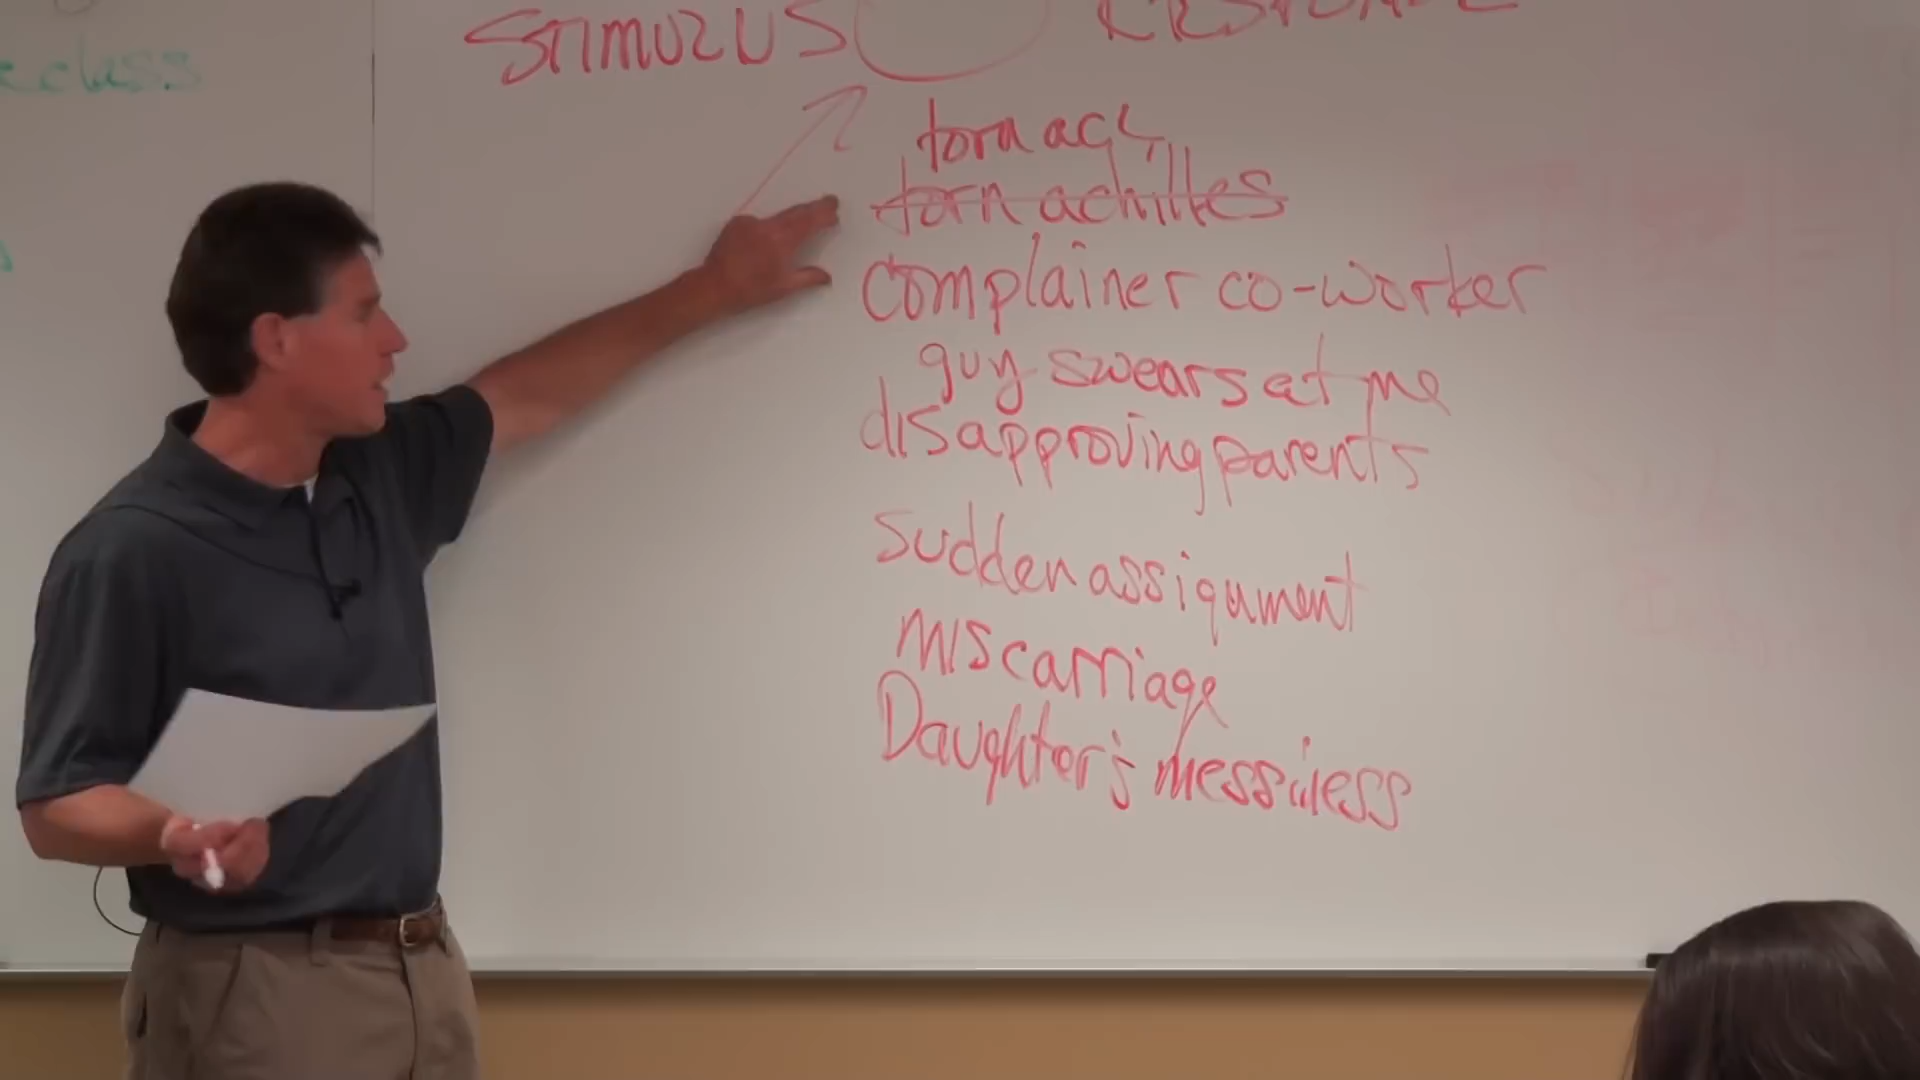 STIMULUS RESPONSE
e class
torn ACL
torn achilles
complainer co-worker
guy swears at me
disapproving parents
sudden assignment
miscarriage
Daughter's messiness